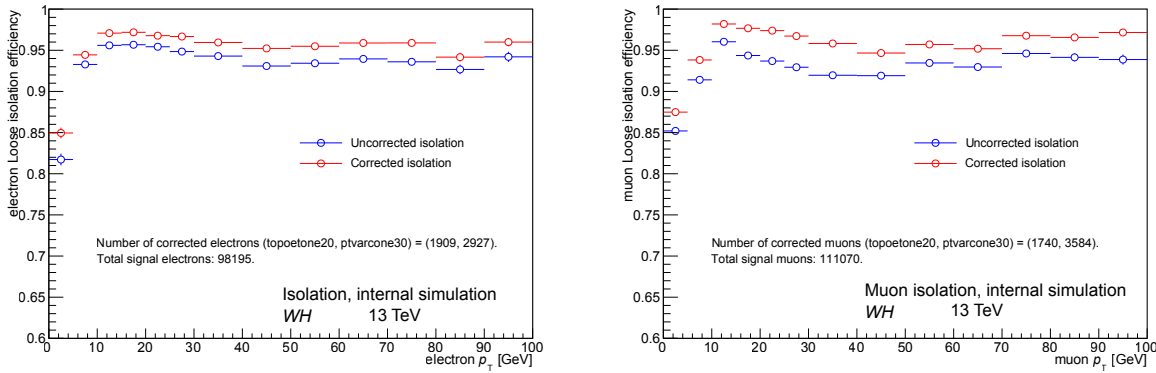 electron Loose isolation efficiency
1
0.95
0.9
0.85
0.8
0.75
0.7
0.65
0.6
Uncorrected isolation
Corrected isolation
Number of corrected electrons (topoetone20, ptvarcone30) = (1909, 2927).
Total signal electrons: 98195.
Isolation, internal simulation
WH 13 TeV
0 10 20 30 40 50 60 70 80 90 100
electron pT [GeV]
muon Loose isolation efficiency
1
0.95
0.9
0.85
0.8
0.75
0.7
0.65
0.6
Uncorrected isolation
Corrected isolation
Number of corrected muons (topoetone20, ptvarcone30) = (1740, 3584).
Total signal muons: 111070.
Muon isolation, internal simulation
WH 13 TeV
0 10 20 30 40 50 60 70 80 90 100
muon pT [GeV]